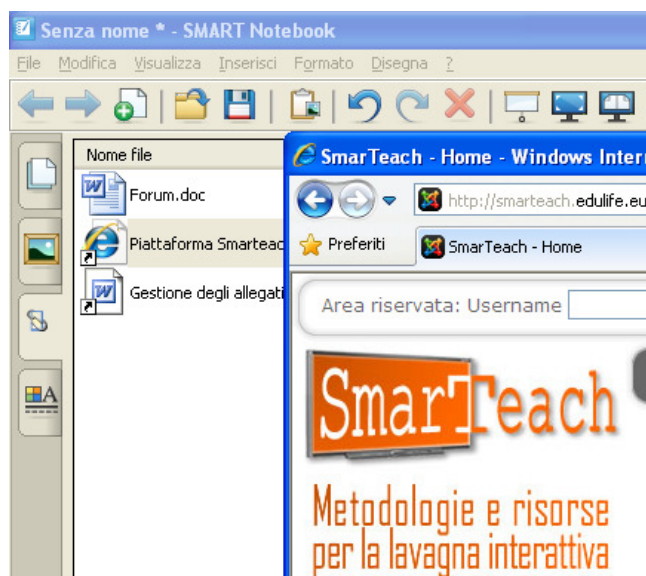 Senza nome * - SMART Notebook
File Modifica Visualizza Inserisci Formato Disegna ?
Nome file
Forum.doc
Piattaforma Smarteac
Gestione degli allegati
SmarTeach - Home - Windows Inter
http://smarteach.edulife.eu
Preferiti
SmarTeach - Home
Area riservata: Username
SmarTeach
Metodologie e risorse
per la lavagna interattiva